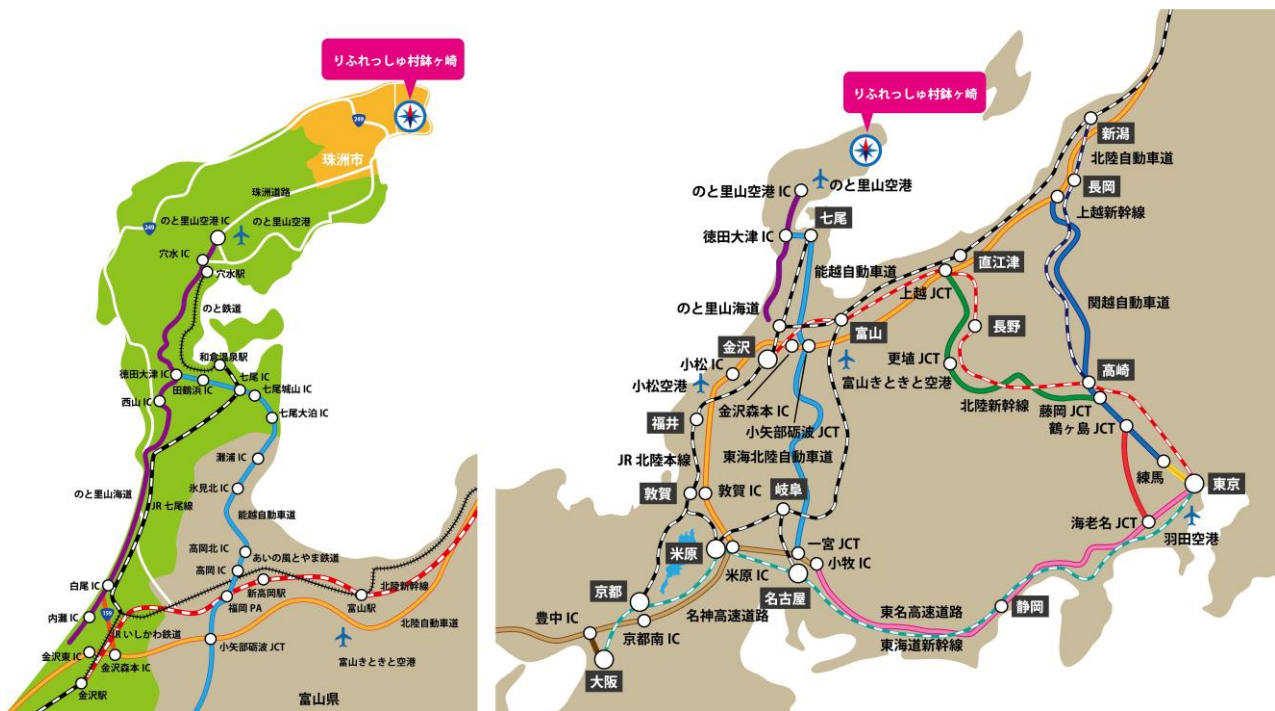 りふれっしゅ村鉢ヶ崎
249
珠洲市
珠洲道路
のと里山空港 IC
のと里山空港
249
穴水 IC
穴水駅
のと鉄道
和倉温泉駅
徳田大津 IC
田鶴浜 IC
七尾 IC
七尾城山 IC
西山 IC
七尾大泊 IC
灘浦 IC
のと里山海道
氷見北 IC
JR 七尾線
能越自動車道
高岡北 IC
あいの風とやま鉄道
高岡 IC
白尾 IC
新高岡駅
北陸新幹線
福岡 PA
富山駅
159
内灘 IC
IR いしかわ鉄道
北陸自動車道
小矢部砺波 JCT
金沢東 IC
金沢森本 IC
富山きときと空港
金沢駅
富山県
りふれっしゅ村鉢ヶ崎
新潟
北陸自動車道
のと里山空港 IC
のと里山空港
長岡
上越新幹線
七尾
徳田大津 IC
能越自動車道
直江津
上越 JCT
関越自動車道
のと里山海道
長野
富山
金沢
小松 IC
更埴 JCT
小松空港
富山きときと空港
高崎
金沢森本 IC
北陸新幹線
藤岡 JCT
福井
小矢部砺波 JCT
鶴ヶ島 JCT
JR 北陸本線
東海北陸自動車道
練馬
東京
敦賀
敦賀 IC
岐阜
海老名 JCT
羽田空港
米原
一宮 JCT
小牧 IC
米原 IC
名古屋
京都
静岡
豊中 IC
名神高速道路
東名高速道路
京都南 IC
東海道新幹線
大阪